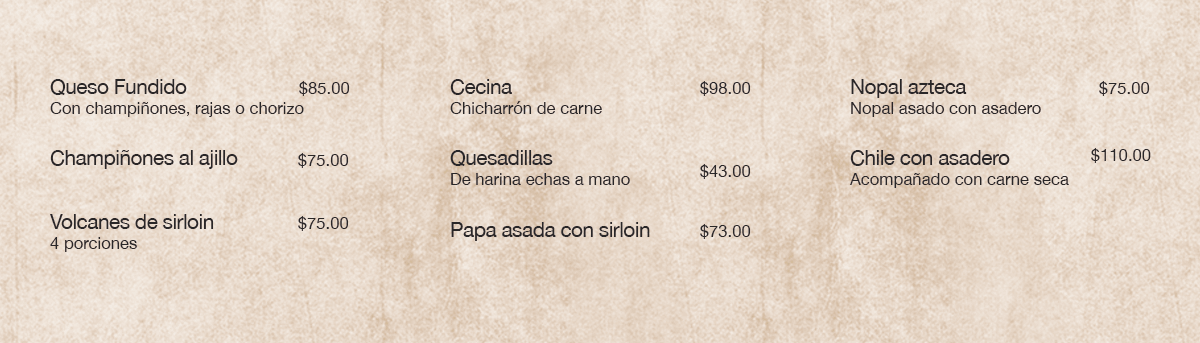 Queso Fundido $85.00
Con champiñones, rajas o chorizo
Champiñones al ajillo $75.00
Volcanes de sirloin $75.00
4 porciones
Cecina $98.00
Chicharrón de carne
Quesadillas
De harina echas a mano $43.00
Papa asada con sirloin $73.00
Nopal azteca $75.00
Nopal asado con asadero
Chile con asadero $110.00
Acompañado con carne seca